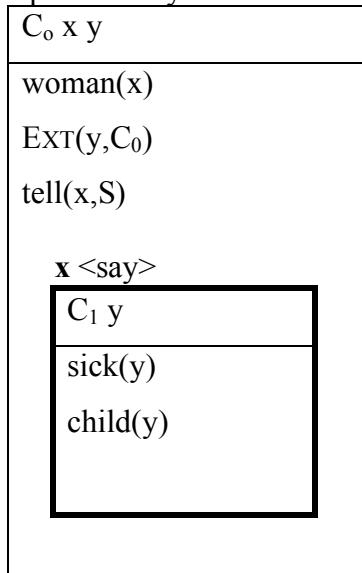 Cₒ x y
woman(x)
EXT(y,C₀)
tell(x,S)
x <say>
C₁ y
sick(y)
child(y)